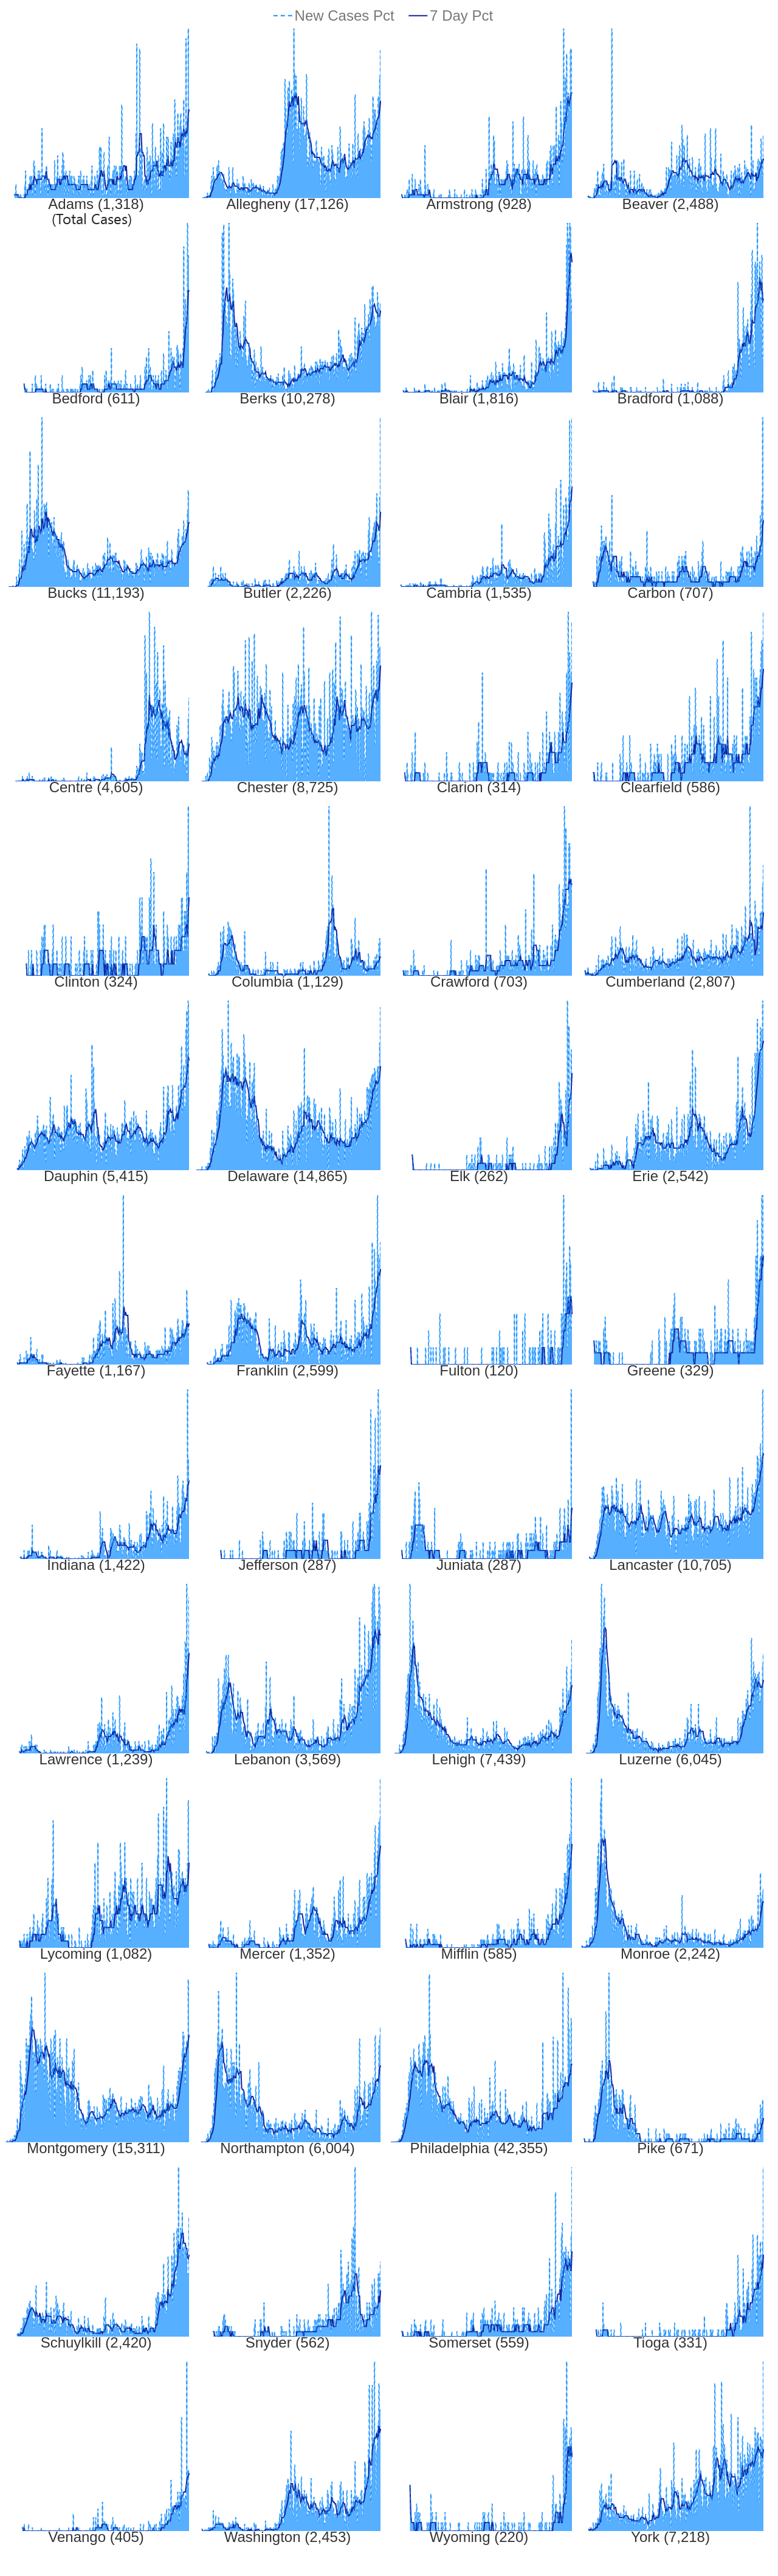 New Cases Pct 7 Day Pct
Adams (1,318) Allegheny (17,126) Armstrong (928) Beaver (2,488)
(Total Cases)
Bedford (611) Berks (10,278) Blair (1,816) Bradford (1,088)
Bucks (11,193) Butler (2,226) Cambria (1,535) Carbon (707)
Centre (4,605) Chester (8,725) Clarion (314) Clearfield (586)
Clinton (324) Columbia (1,129) Crawford (703) Cumberland (2,807)
Dauphin (5,415) Delaware (14,865) Elk (262) Erie (2,542)
Fayette (1,167) Franklin (2,599) Fulton (120) Greene (329)
Indiana (1,422) Jefferson (287) Juniata (287) Lancaster (10,705)
Lawrence (1,239) Lebanon (3,569) Lehigh (7,439) Luzerne (6,045)
Lycoming (1,082) Mercer (1,352) Mifflin (585) Monroe (2,242)
Montgomery (15,311) Northampton (6,004) Philadelphia (42,355) Pike (671)
Schuylkill (2,420) Snyder (562) Somerset (559) Tioga (331)
Venango (405) Washington (2,453) Wyoming (220) York (7,218)